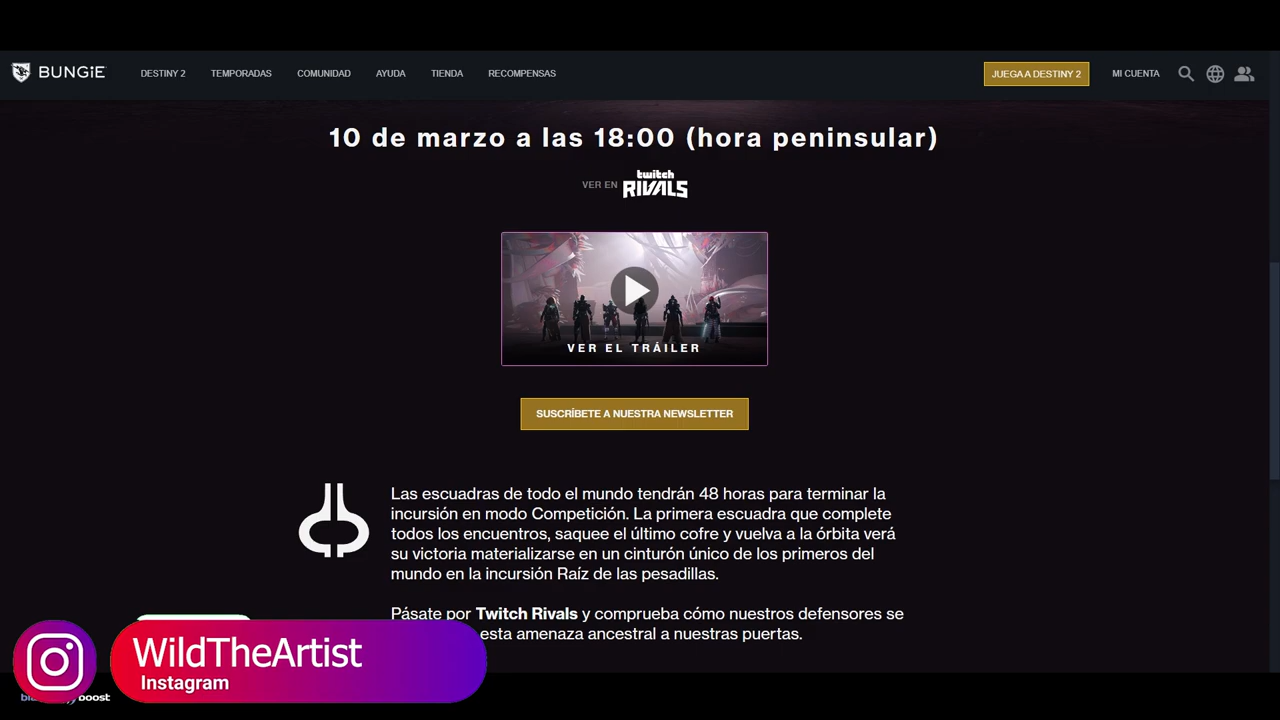 BUNGiE
DESTINY 2 TEMPORADAS COMUNIDAD AYUDA TIENDA RECOMPENSAS JUEGA A DESTINY 2 MI CUENTA
10 de marzo a las 18:00 (hora peninsular)
VER EN twitch RIVALS
VER EL TRÁILER
SUSCRÍBETE A NUESTRA NEWSLETTER
Las escuadras de todo el mundo tendrán 48 horas para terminar la
incursión en modo Competición. La primera escuadra que complete
todos los encuentros, saquee el último cofre y vuelva a la órbita verá
su victoria materializarse en un cinturón único de los primeros del
mundo en la incursión Raíz de las pesadillas.
Pásate por Twitch Rivals y comprueba cómo nuestros defensores se
esta amenaza ancestral a nuestras puertas.
WildTheArtist
Instagram
boost